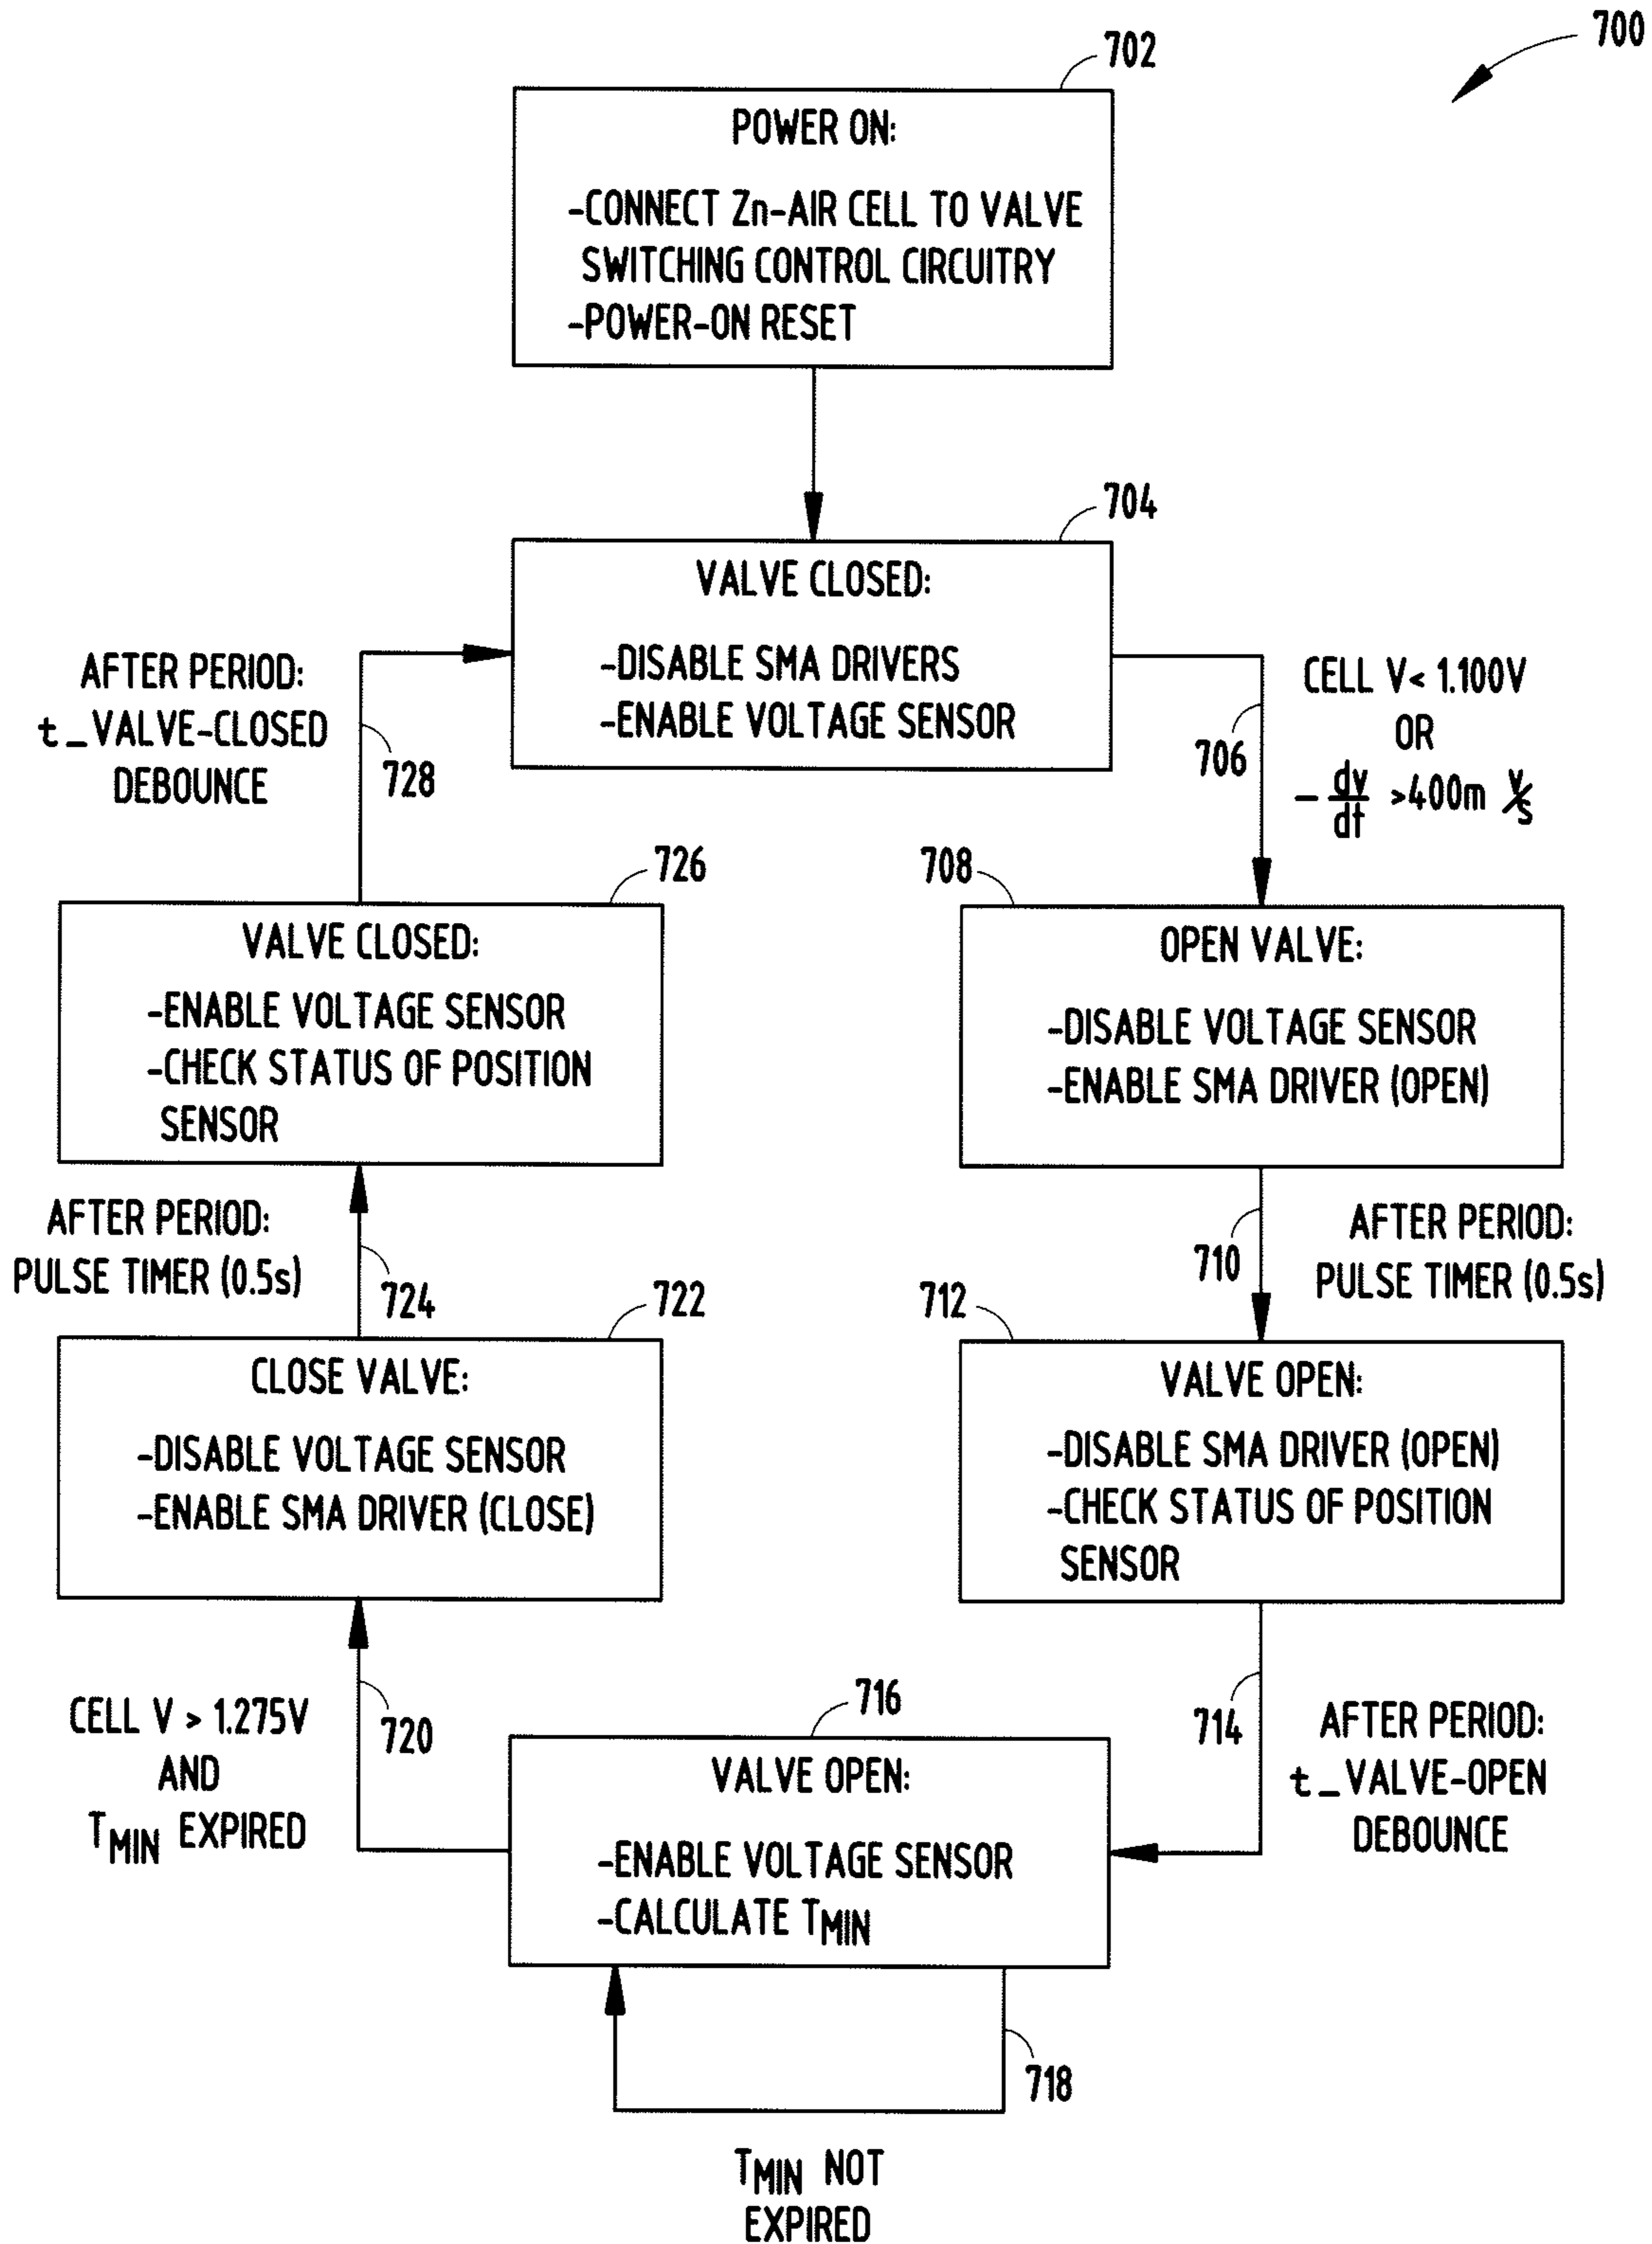 700
702
POWER ON:
-CONNECT Zn-AIR CELL TO VALVE
SWITCHING CONTROL CIRCUITRY
-POWER-ON RESET
704
VALVE CLOSED:
-DISABLE SMA DRIVERS
-ENABLE VOLTAGE SENSOR
706
CELL V< 1.100V
OR
- dv/dt >400m V/s
708
OPEN VALVE:
-DISABLE VOLTAGE SENSOR
-ENABLE SMA DRIVER (OPEN)
710
AFTER PERIOD:
PULSE TIMER (0.5s)
712
VALVE OPEN:
-DISABLE SMA DRIVER (OPEN)
-CHECK STATUS OF POSITION
SENSOR
714
AFTER PERIOD:
t_VALVE-OPEN
DEBOUNCE
716
VALVE OPEN:
-ENABLE VOLTAGE SENSOR
-CALCULATE TMIN
718
TMIN NOT
EXPIRED
720
CELL V > 1.275V
AND
TMIN EXPIRED
722
CLOSE VALVE:
-DISABLE VOLTAGE SENSOR
-ENABLE SMA DRIVER (CLOSE)
724
AFTER PERIOD:
PULSE TIMER (0.5s)
726
VALVE CLOSED:
-ENABLE VOLTAGE SENSOR
-CHECK STATUS OF POSITION
SENSOR
728
AFTER PERIOD:
t_VALVE-CLOSED
DEBOUNCE